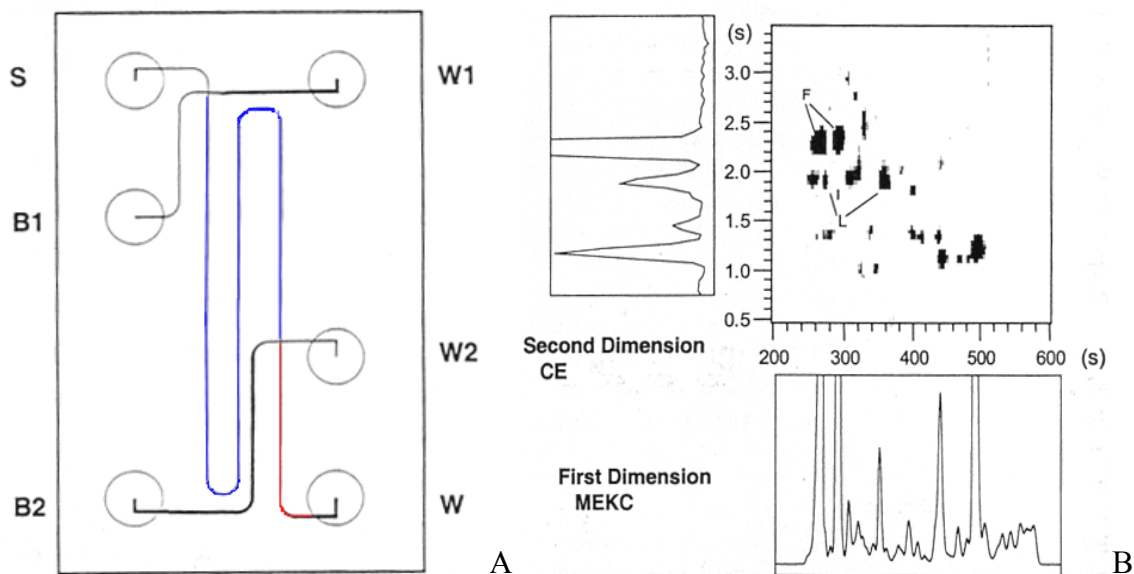 S
W1
B1
W2
B2
W
A
(s)
3.0
2.5
2.0
1.5
1.0
0.5
F
L
200 300 400 500 600 (s)
Second Dimension
CE
First Dimension
MEKC
B